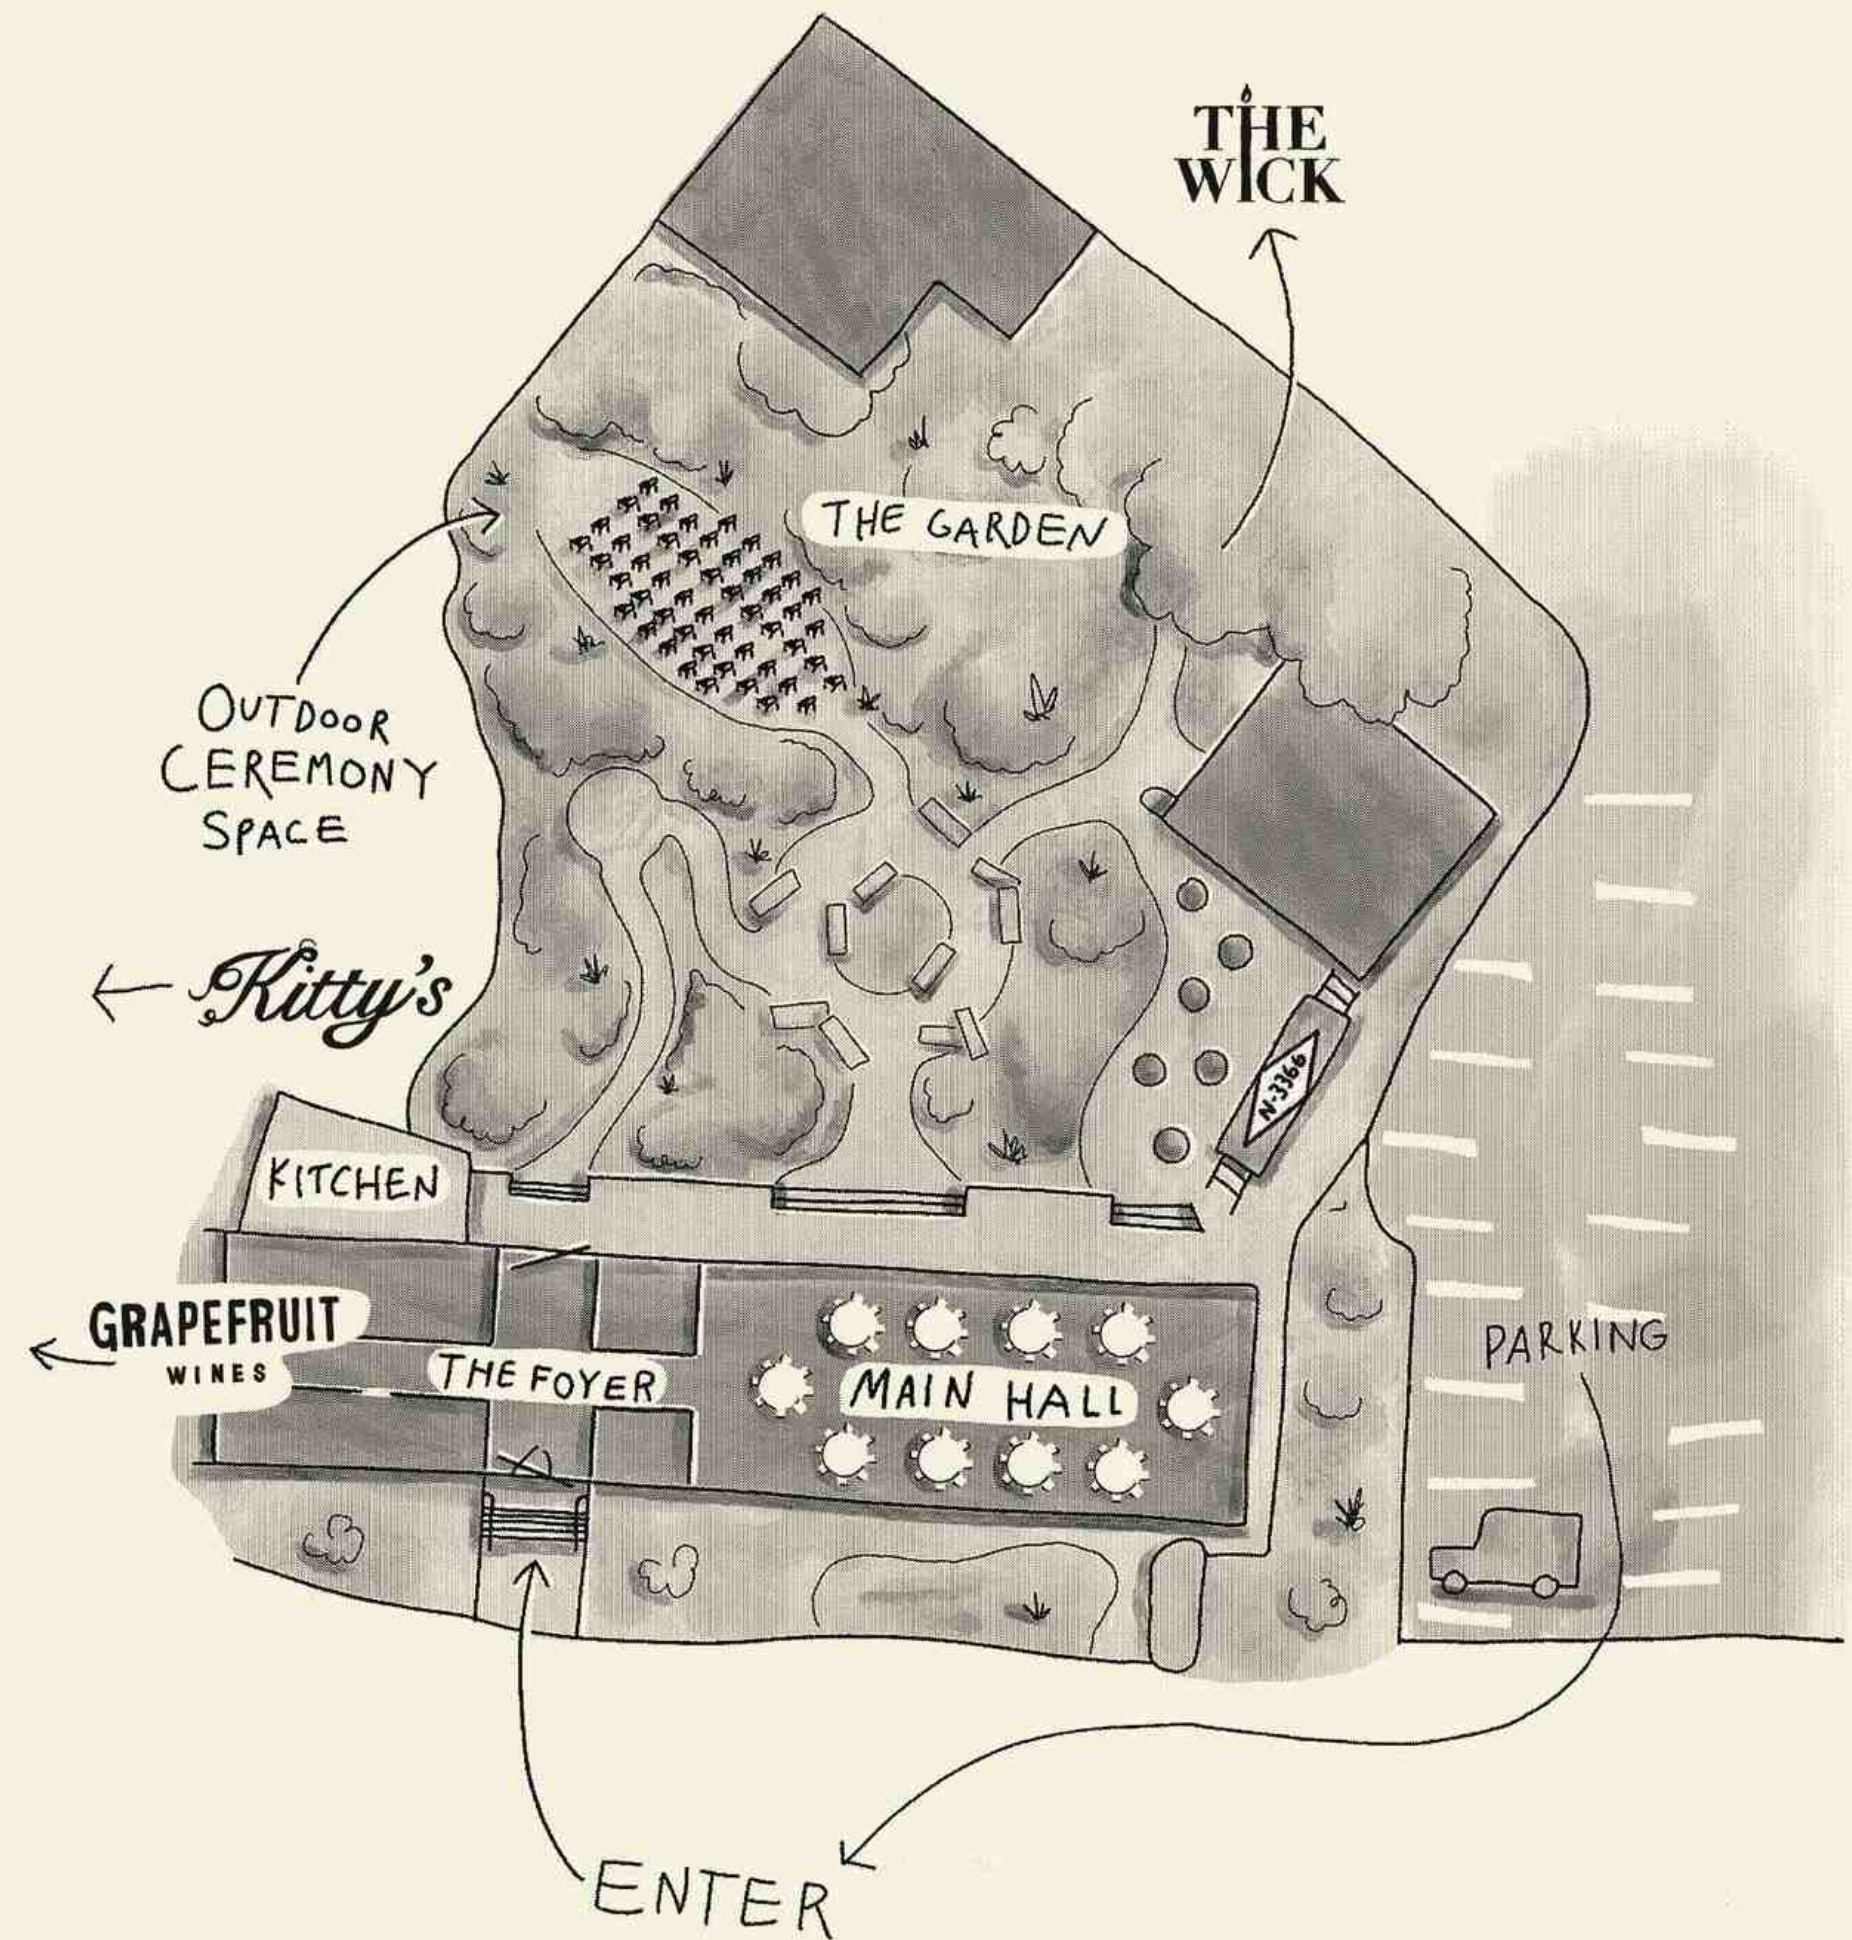 THE
WICK
THE GARDEN
OUTDOOR
CEREMONY
SPACE
Kitty's
N-3366
KITCHEN
GRAPEFRUIT
WINES
THE FOYER
MAIN HALL
PARKING
ENTER